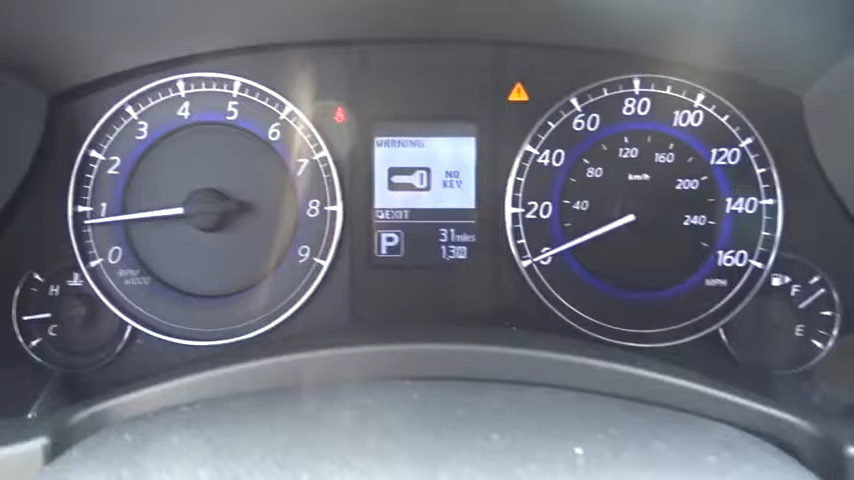 0 1 2 3 4 5 6 7 8 9
RPM
x1000
H
C
WARNING
NO
KEY
EXIT
P
31 miles
0 20 40 60 80 100 120 140 160
MPH
40 80 120 160 200 240
km/h
F
E